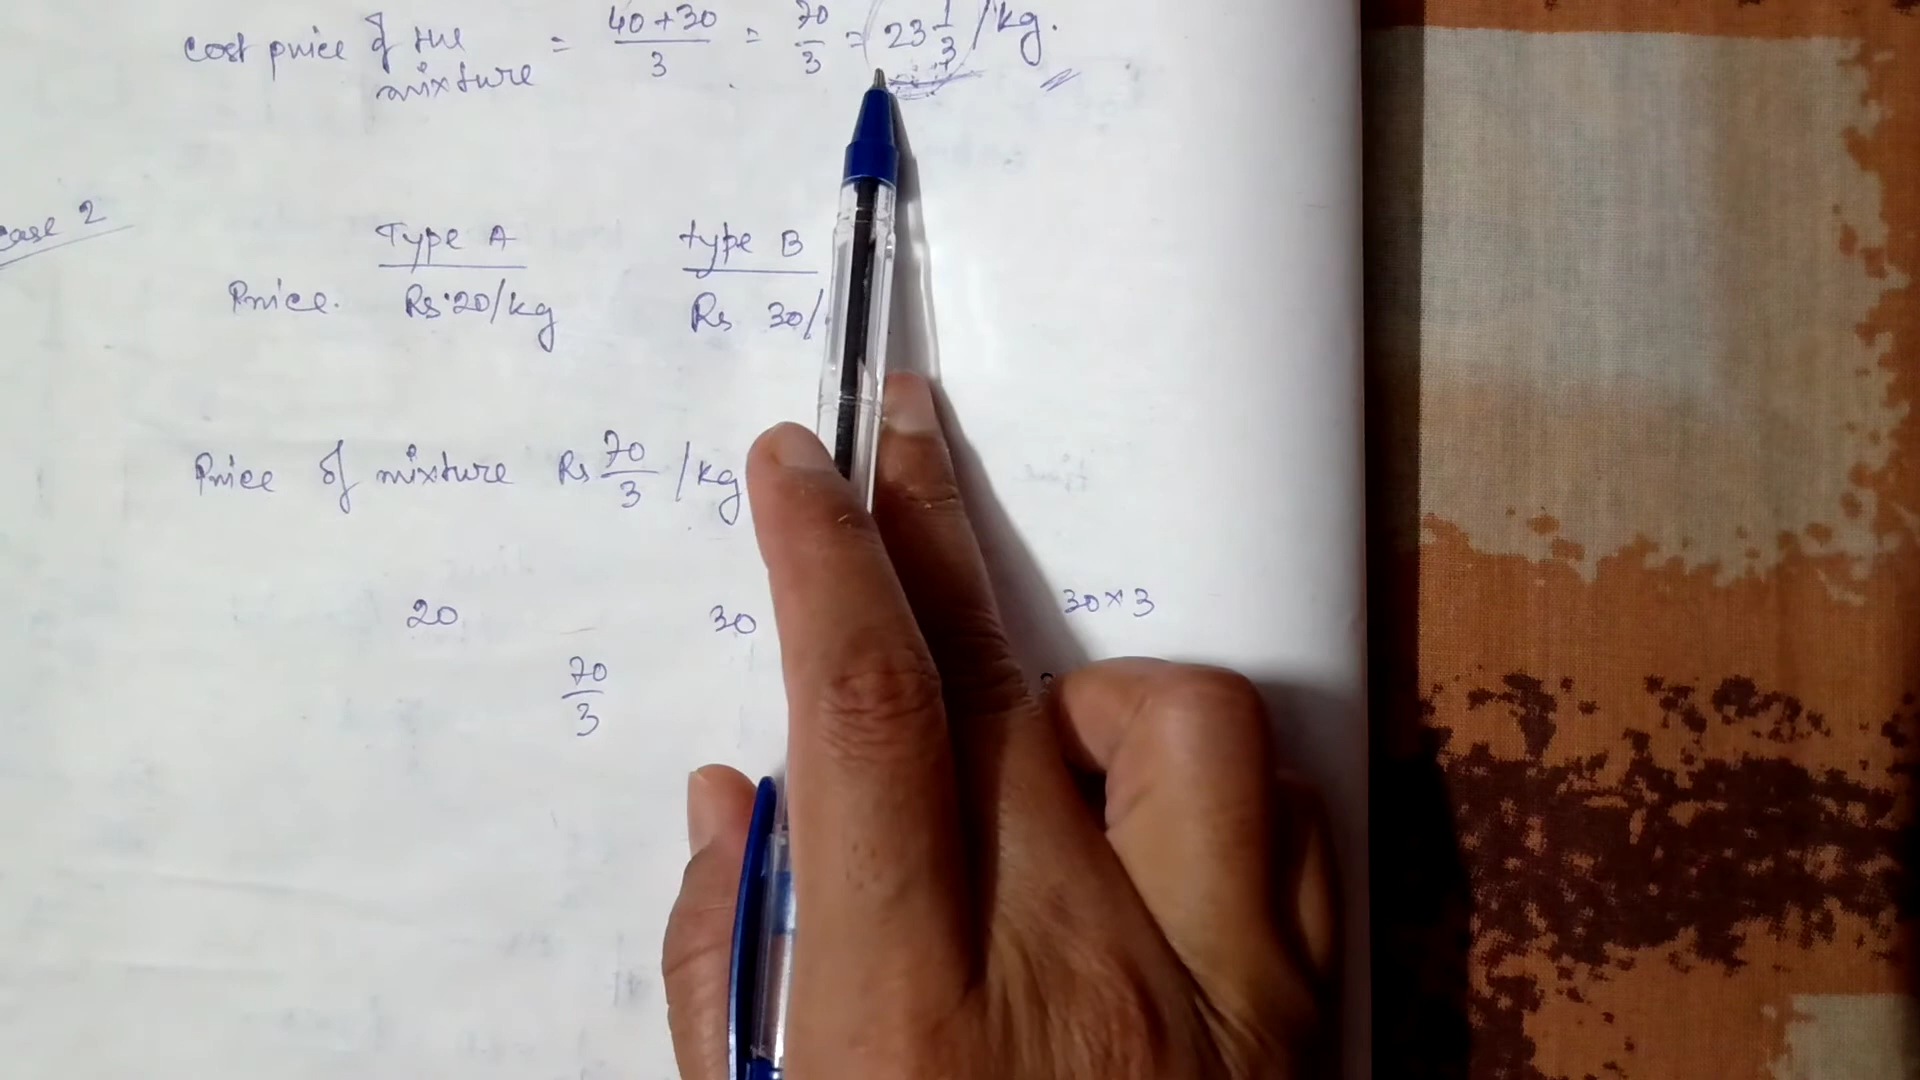 cost price of the mixture = 40+30/3 = 70/3 = 23 1/3 /kg.
case 2
Type A type B
Price. Rs 20/kg Rs 30/
Price of mixture Rs 70/3 /kg
20 30 30×3
70/3